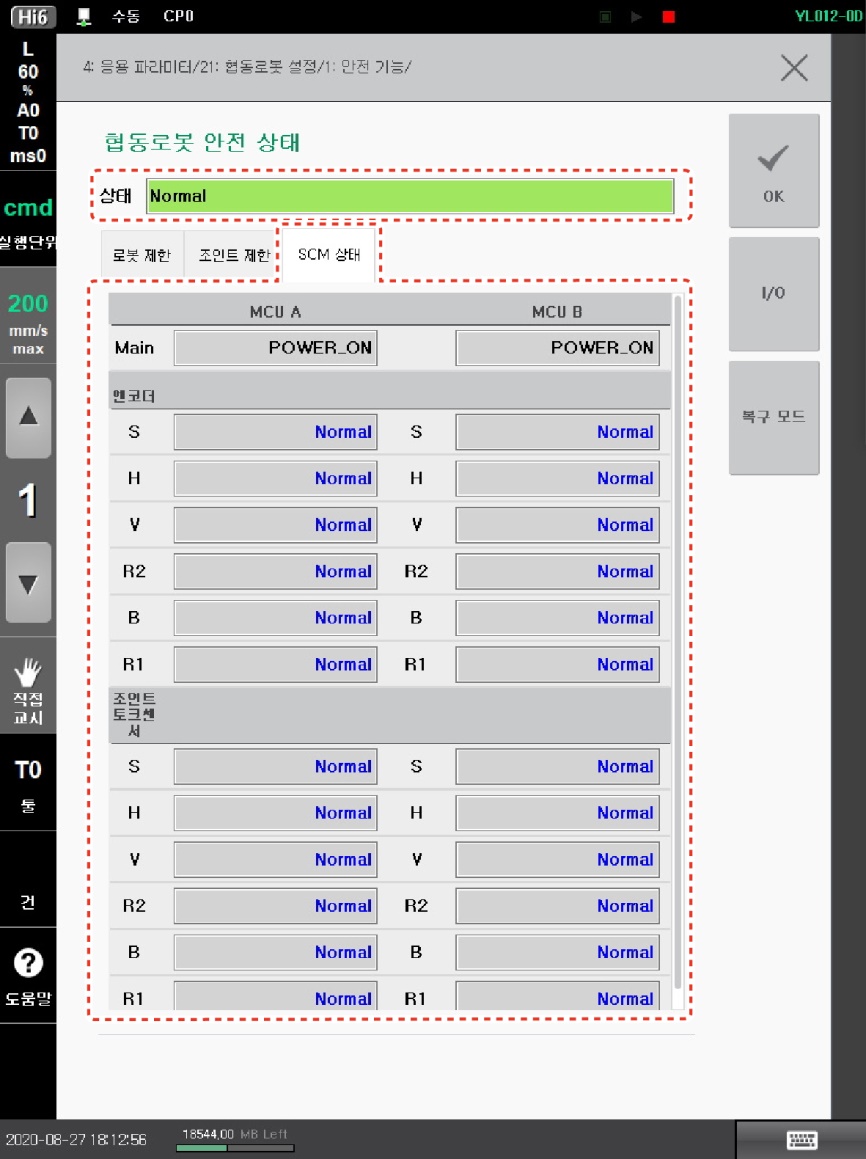 Hi6 수동 CP0 YL012-0D
L
60
%
A0
T0
ms0
cmd
실행단위
200
mm/s
max
1
직접
교시
T0
툴
건
도움말
4: 응용 파라미터/21: 협동로봇 설정/1: 안전 기능/
협동로봇 안전 상태
상태 Normal
로봇 제한 조인트 제한 SCM 상태
MCU A MCU B
Main POWER_ON POWER_ON
엔코더
S Normal S Normal
H Normal H Normal
V Normal V Normal
R2 Normal R2 Normal
B Normal B Normal
R1 Normal R1 Normal
조인트
토크센
서
S Normal S Normal
H Normal H Normal
V Normal V Normal
R2 Normal R2 Normal
B Normal B Normal
R1 Normal R1 Normal
OK
I/O
복구 모드
2020-08-27 18:12:56 18544,00 MB Left